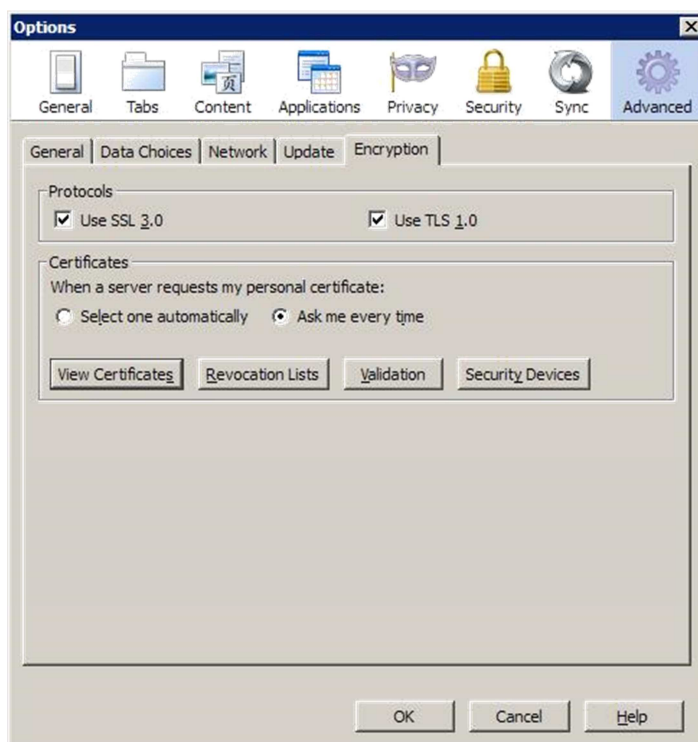 Options
页
General Tabs Content Applications Privacy Security Sync Advanced
General Data Choices Network Update Encryption
Protocols
Use SSL 3.0 Use TLS 1.0
Certificates
When a server requests my personal certificate:
Select one automatically Ask me every time
View Certificates Revocation Lists Validation Security Devices
OK Cancel Help